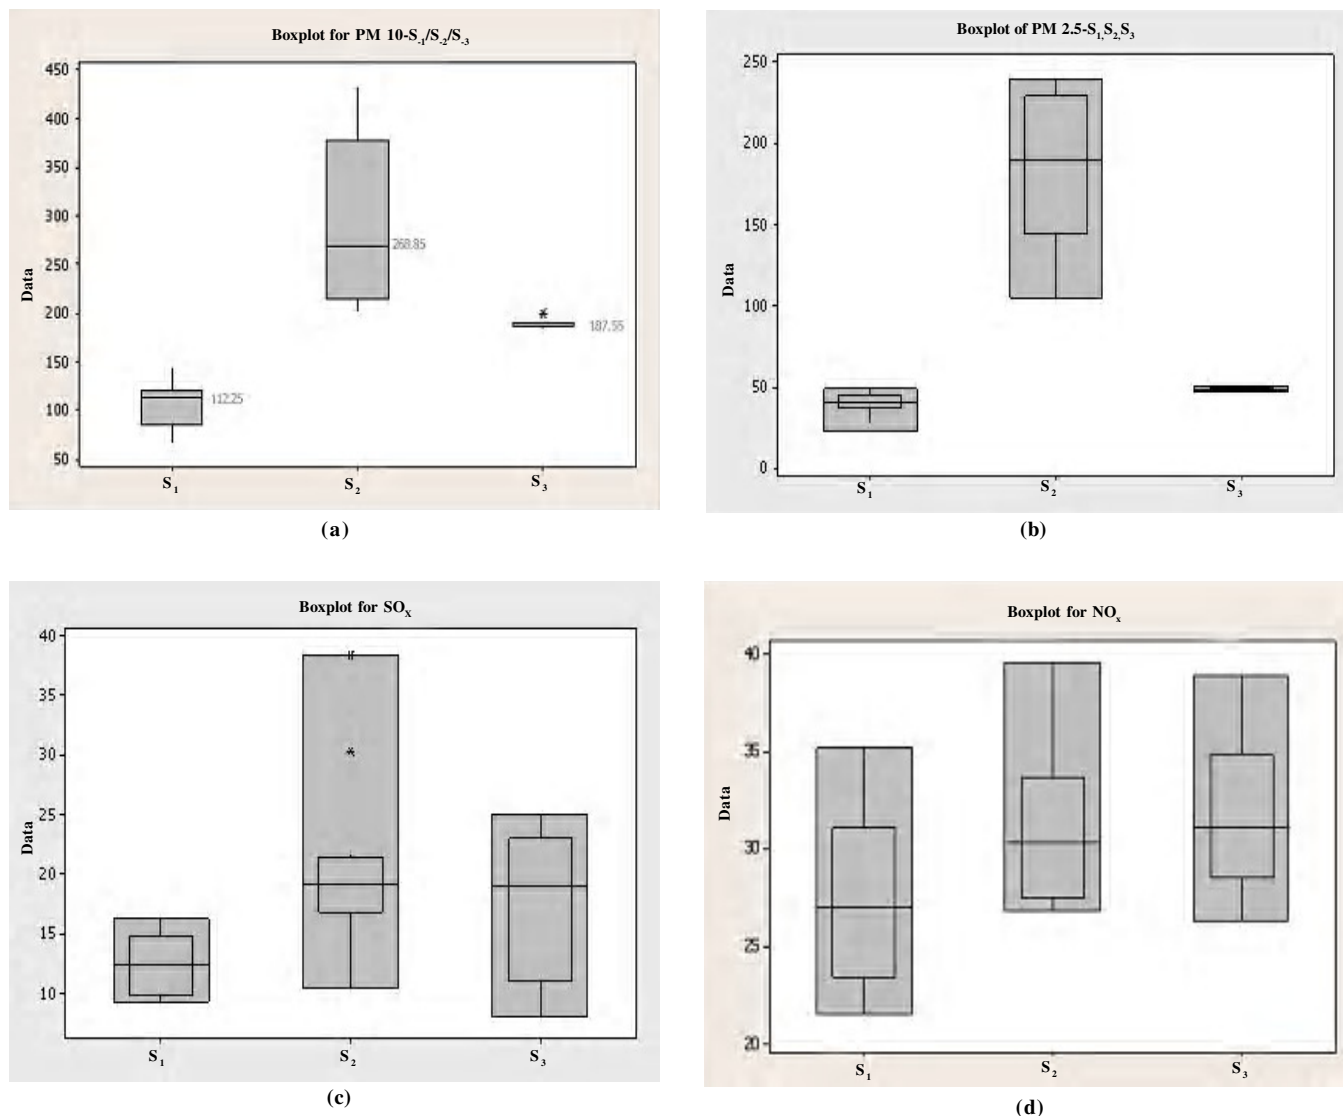 Boxplot for PM 10-S-1/S-2/S-3
450
400
350
300
250
200
150
100
50
Data
268.85
187.55
112.25
S1 S2 S3
(a)
Boxplot of PM 2.5-S1,S2,S3
250
200
150
100
50
0
Data
S1 S2 S3
(b)
Boxplot for SOX
40
35
30
25
20
15
10
Data
S1 S2 S3
(c)
Boxplot for NOx
40
35
30
25
20
Data
S1 S2 S3
(d)